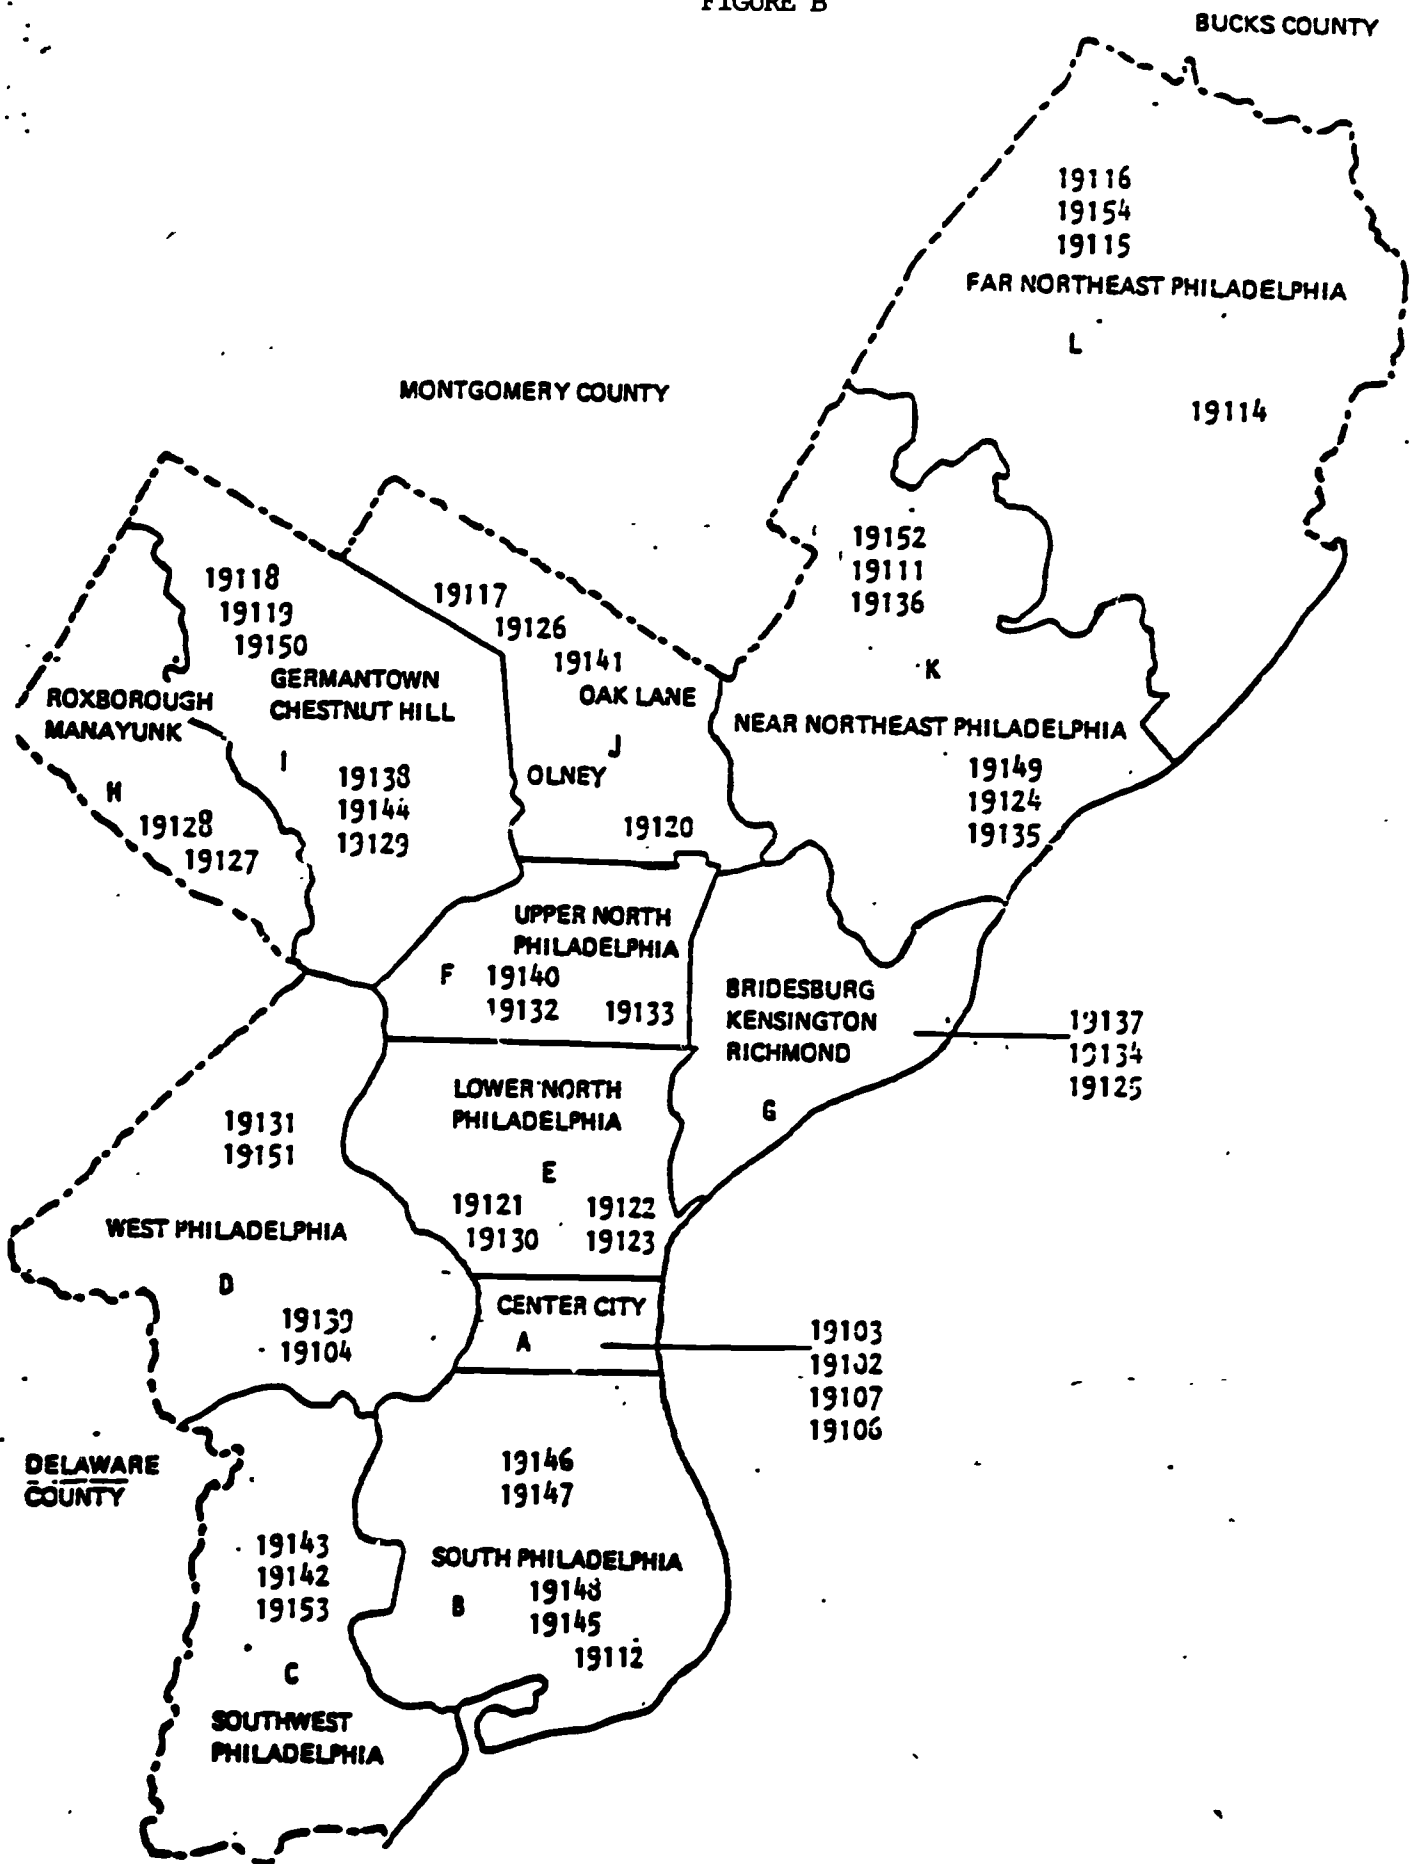 FIGURE B
BUCKS COUNTY
19116
19154
19115
FAR NORTHEAST PHILADELPHIA
L
19114
MONTGOMERY COUNTY
19152
19111
19136
K
NEAR NORTHEAST PHILADELPHIA
19149
19124
19135
19117
19126
19141
OAK LANE
J
OLNEY
19120
19118
19119
19150
GERMANTOWN
CHESTNUT HILL
I
19138
19144
19129
ROXBOROUGH
MANAYUNK
H
19128
19127
UPPER NORTH
PHILADELPHIA
F
19140
19132
19133
BRIDESBURG
KENSINGTON
RICHMOND
G
19137
19134
19125
LOWER NORTH
PHILADELPHIA
E
19121
19122
19130
19123
19131
19151
WEST PHILADELPHIA
D
19139
19104
CENTER CITY
A
19103
19102
19107
19106
DELAWARE
COUNTY
19146
19147
SOUTH PHILADELPHIA
B
19148
19145
19112
19143
19142
19153
C
SOUTHWEST
PHILADELPHIA